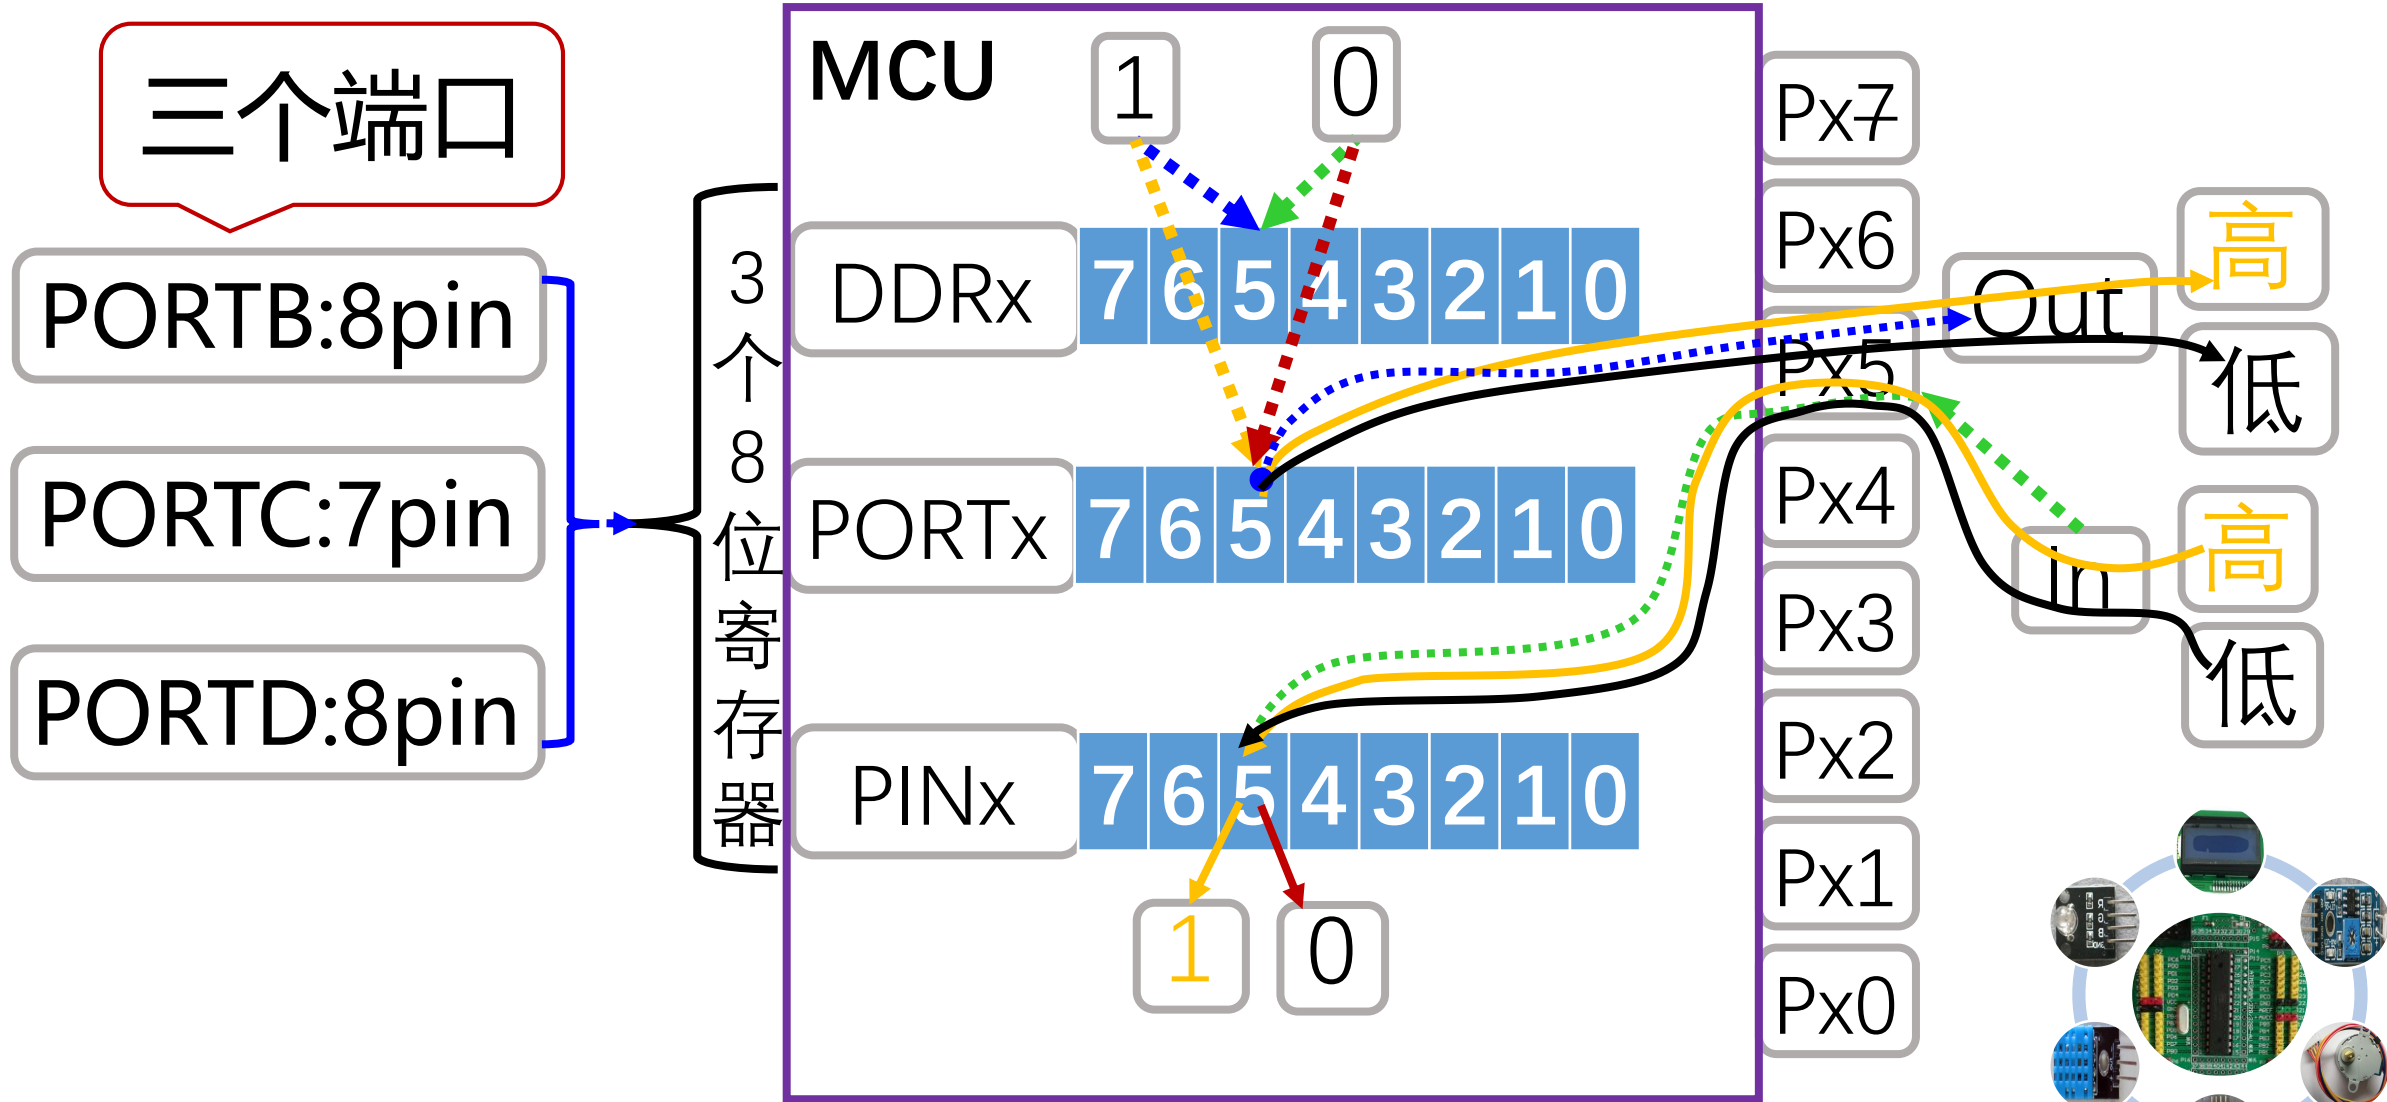 三个端口
PORTB:8pin
PORTC:7pin
PORTD:8pin
3个8位寄存器
MCU
1 0
DDRx 7 6 5 4 3 2 1 0
PORTx 7 6 5 4 3 2 1 0
PINx 7 6 5 4 3 2 1 0
1 0
Px7
Px6
Px5
Px4
Px3
Px2
Px1
Px0
Out
高
低
In
高
低